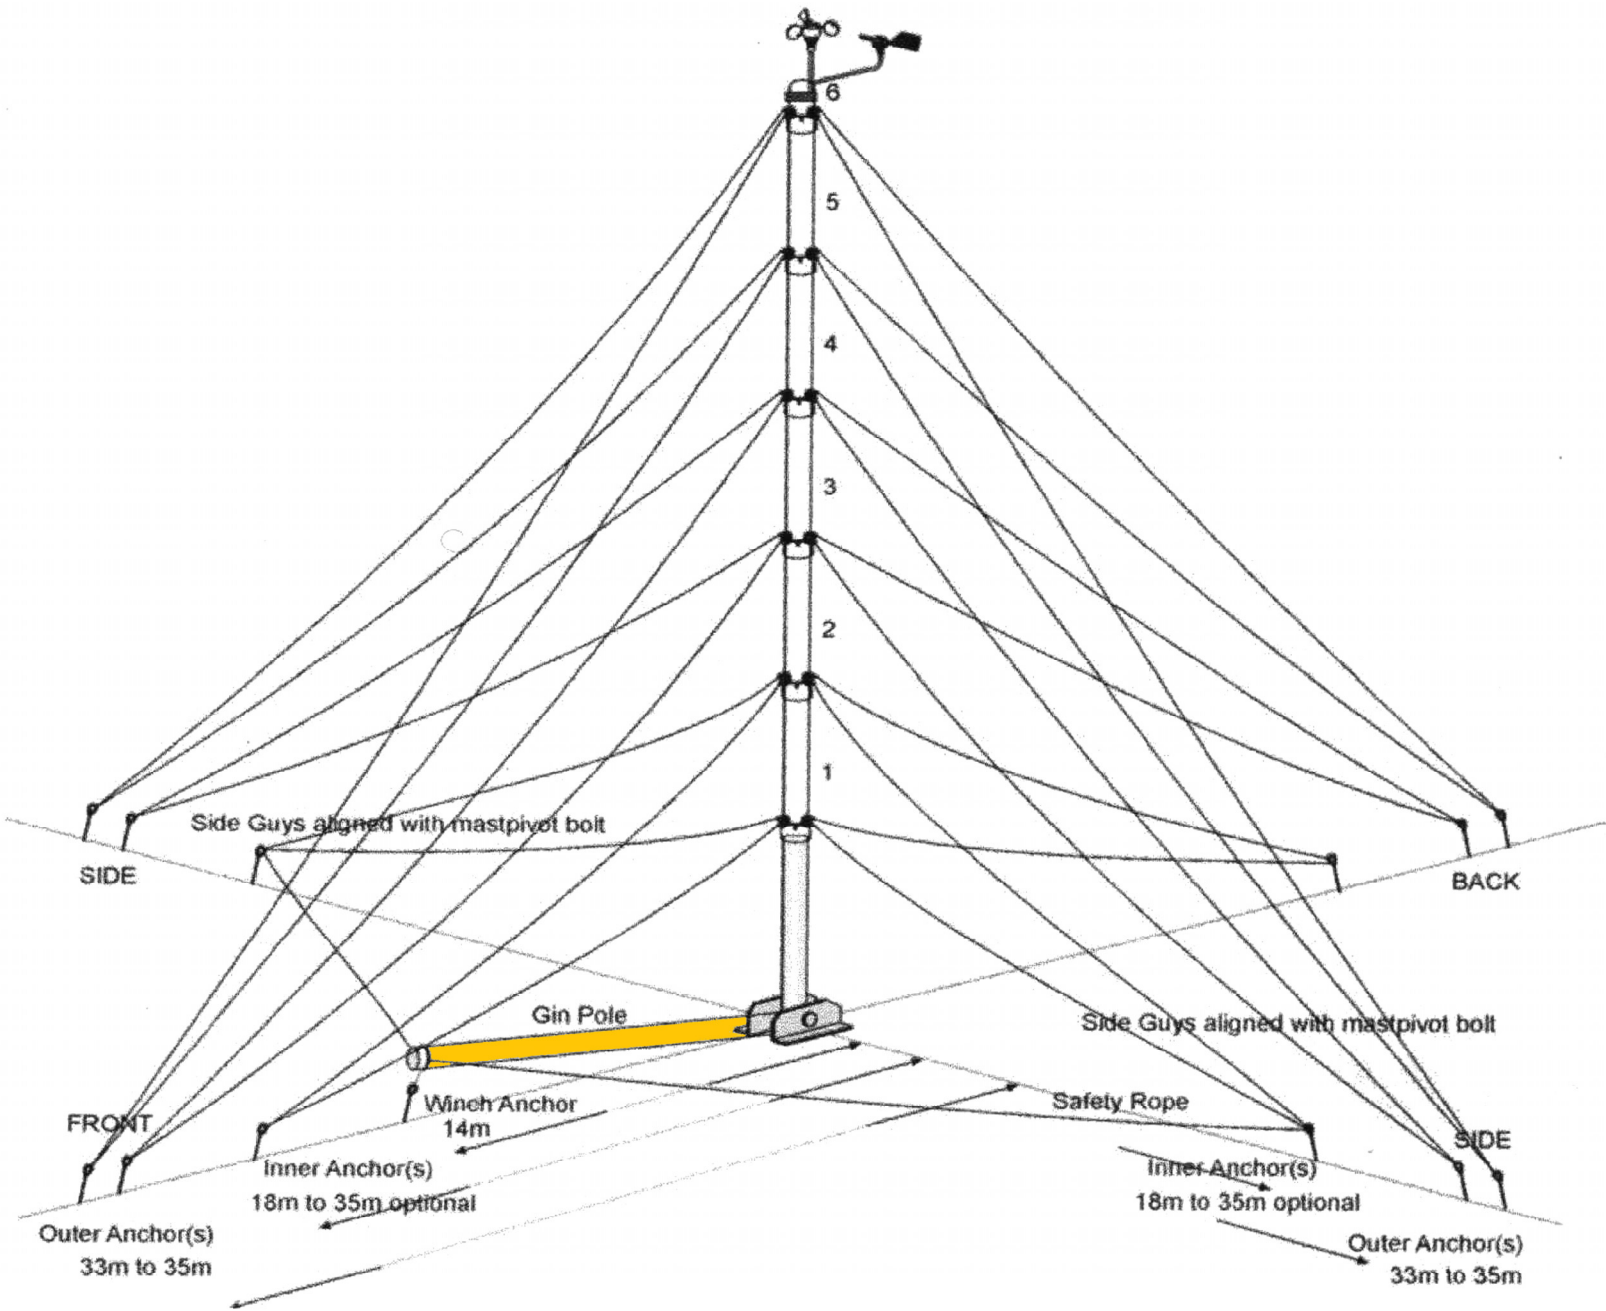 6
5
4
3
2
1
Side Guys aligned with mastpivot bolt
SIDE
BACK
Gin Pole
Side Guys aligned with mastpivot bolt
Winch Anchor
14m
Safety Rope
FRONT
SIDE
Inner Anchor(s)
18m to 35m optional
Inner Anchor(s)
18m to 35m optional
Outer Anchor(s)
33m to 35m
Outer Anchor(s)
33m to 35m